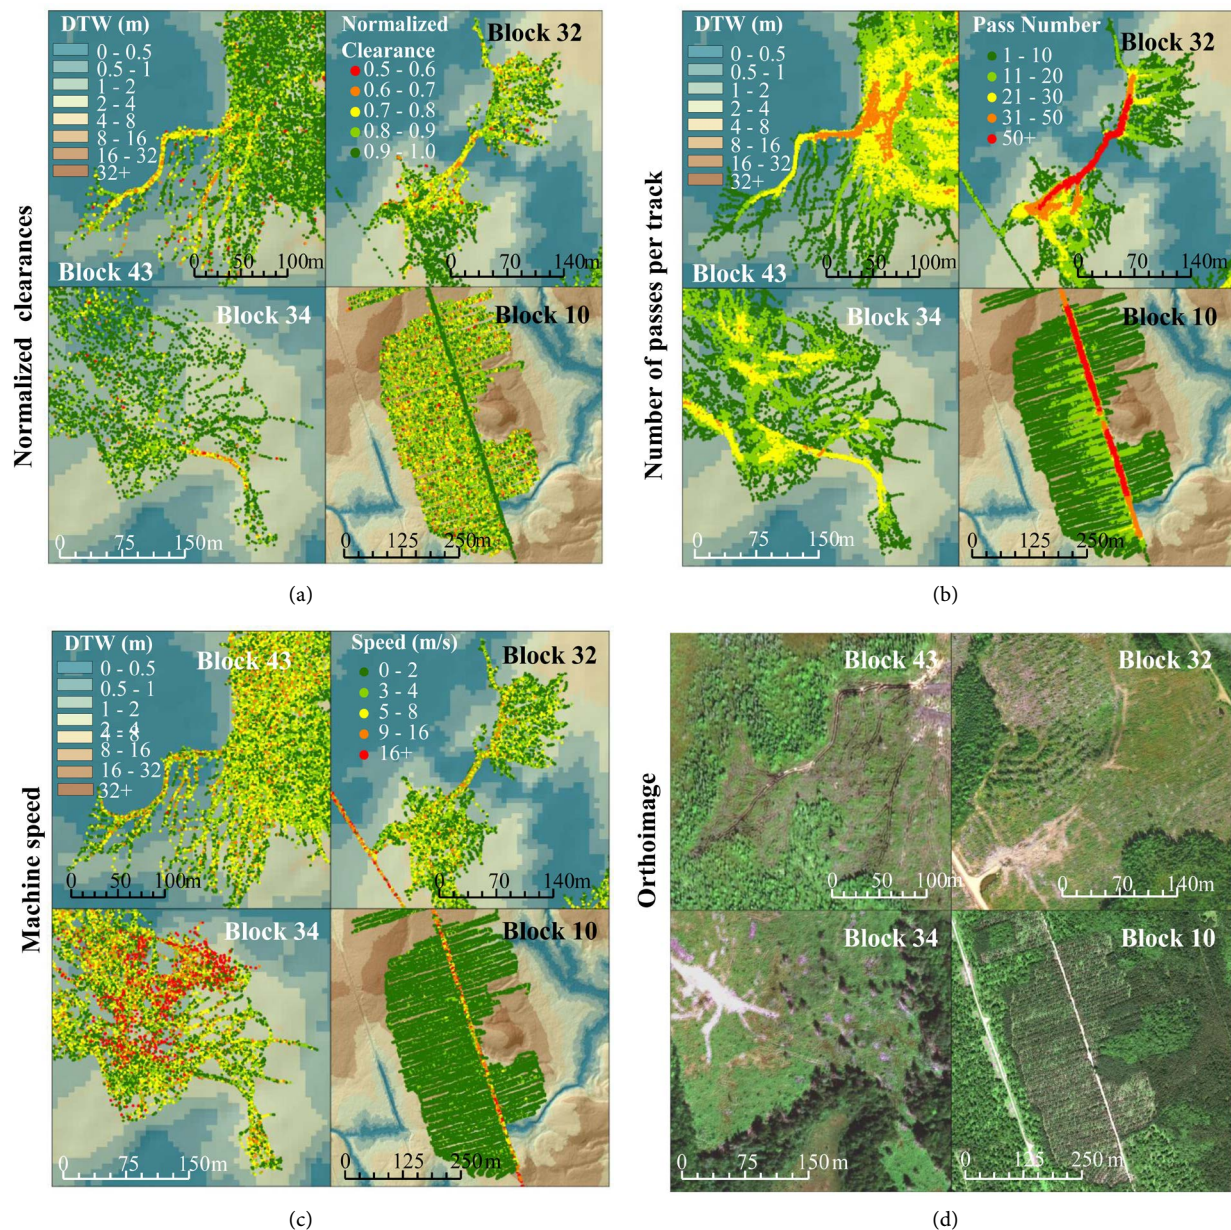 Normalized clearances
DTW (m)
0 - 0.5
0.5 - 1
1 - 2
2 - 4
4 - 8
8 - 16
16 - 32
32+
0 50 100m
Block 43
Normalized
Clearance
0.5 - 0.6
0.6 - 0.7
0.7 - 0.8
0.8 - 0.9
0.9 - 1.0
Block 32
0 70 140m
Block 34
0 75 150m
Block 10
0 125 250m
(a)
Number of passes per track
DTW (m)
0 - 0.5
0.5 - 1
1 - 2
2 - 4
4 - 8
8 - 16
16 - 32
32+
0 50 100m
Block 43
Pass Number
1 - 10
11 - 20
21 - 30
31 - 50
50+
Block 32
0 70 140m
Block 34
0 75 150m
Block 10
0 125 250m
(b)
Machine speed
DTW (m)
0 - 0.5
0.5 - 1
1 - 2
2 - 4
4 - 8
8 - 16
16 - 32
32+
Block 43
0 50 100m
Speed (m/s)
0 - 2
3 - 4
5 - 8
9 - 16
16+
Block 32
0 70 140m
Block 34
0 75 150m
Block 10
0 125 250m
(c)
Orthoimage
Block 43
0 50 100m
Block 32
0 70 140m
Block 34
0 75 150m
Block 10
0 125 250 m
(d)